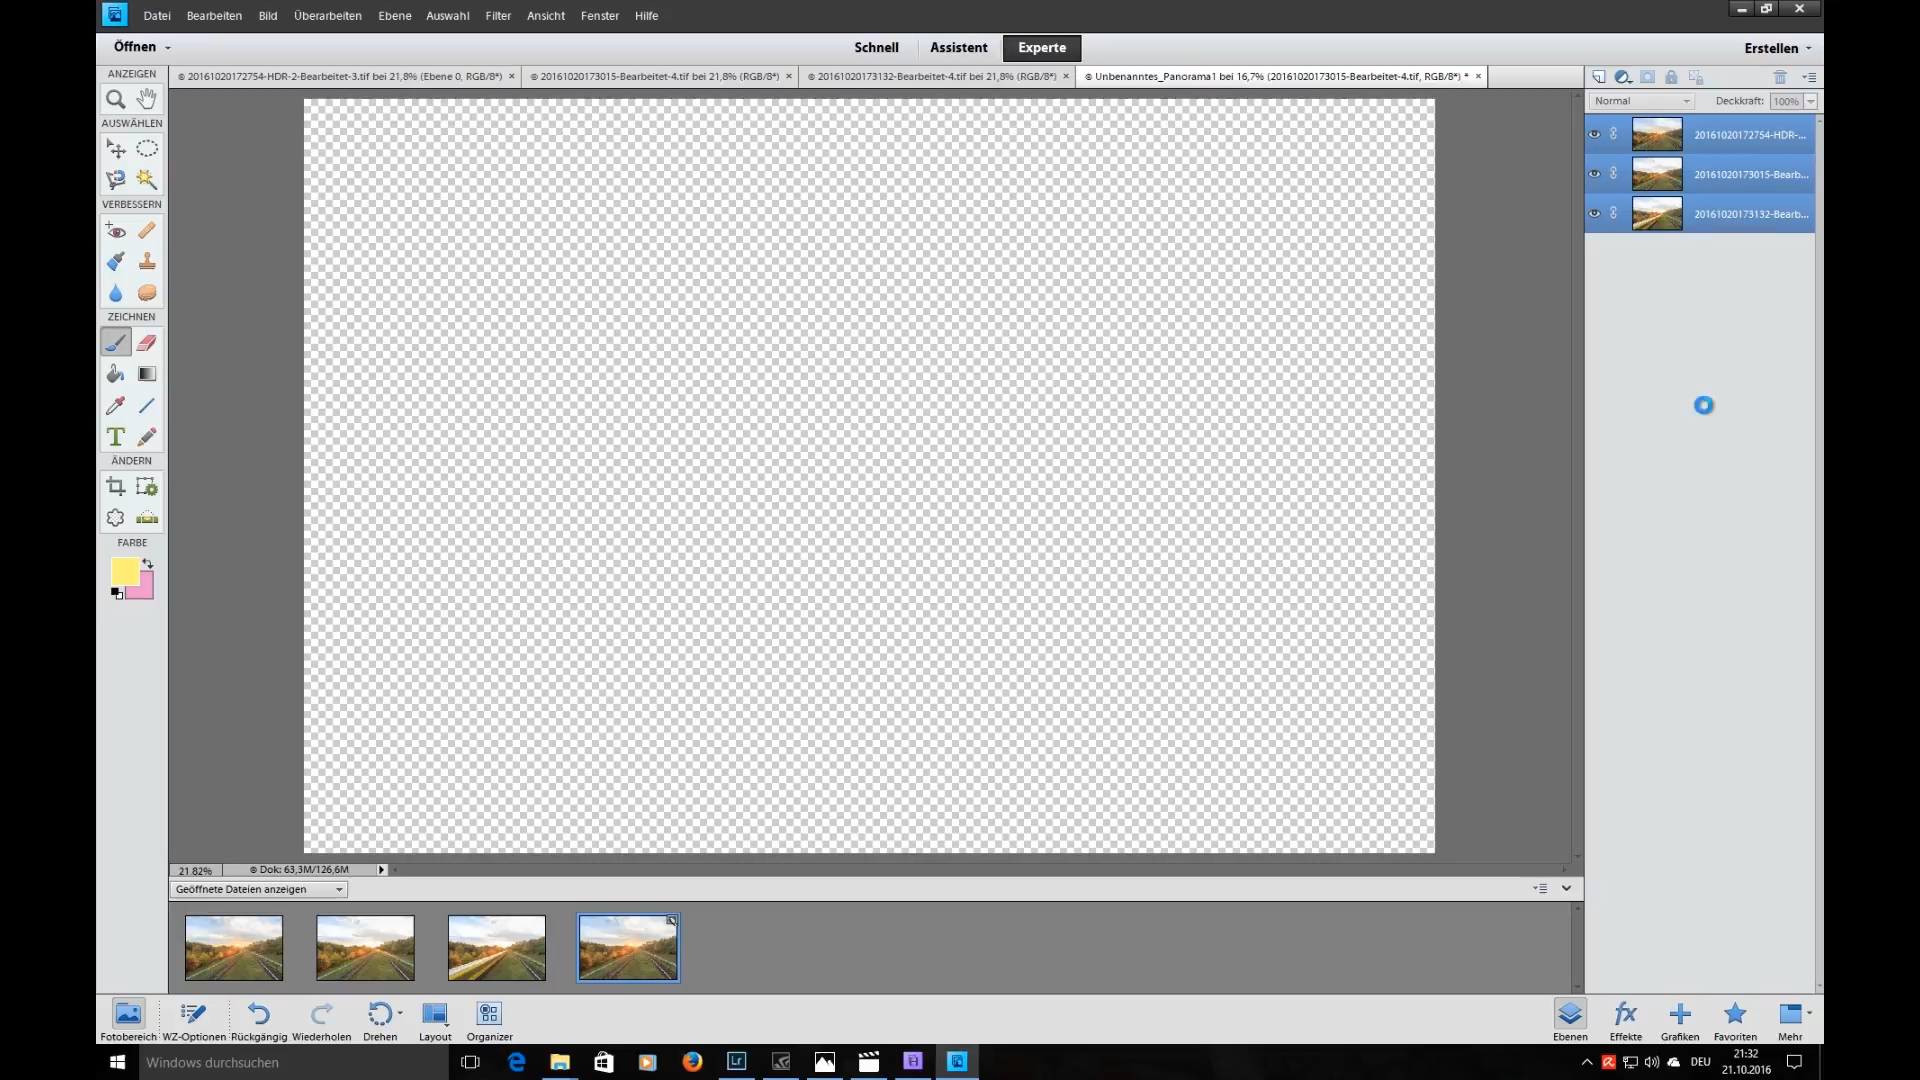 Datei Bearbeiten Bild Überarbeiten Ebene Auswahl Filter Ansicht Fenster Hilfe
Öffnen Schnell Assistent Experte Erstellen
ANZEIGEN
20161020172754-HDR-2-Bearbeitet-3.tif bei 21,8% (Ebene 0, RGB/8*) × 20161020173015-Bearbeitet-4.tif bei 21,8% (RGB/8*) × 20161020173132-Bearbeitet-4.tif bei 21,8% (RGB/8*) × Unbenanntes_Panorama1 bei 16,7% (20161020173015-Bearbeitet-4.tif, RGB/8*) * ×
Normal Deckkraft: 100%
AUSWÄHLEN
20161020172754-HDR-...
20161020173015-Bearb...
VERBESSERN
20161020173132-Bearb...
ZEICHNEN
ÄNDERN
FARBE
21.82% Dok: 63,3M/126,6M
Geöffnete Dateien anzeigen
Fotobereich WZ-Optionen Rückgängig Wiederholen Drehen Layout Organizer Ebenen Effekte Grafiken Favoriten Mehr
Windows durchsuchen DEU 21:32
21.10.2016